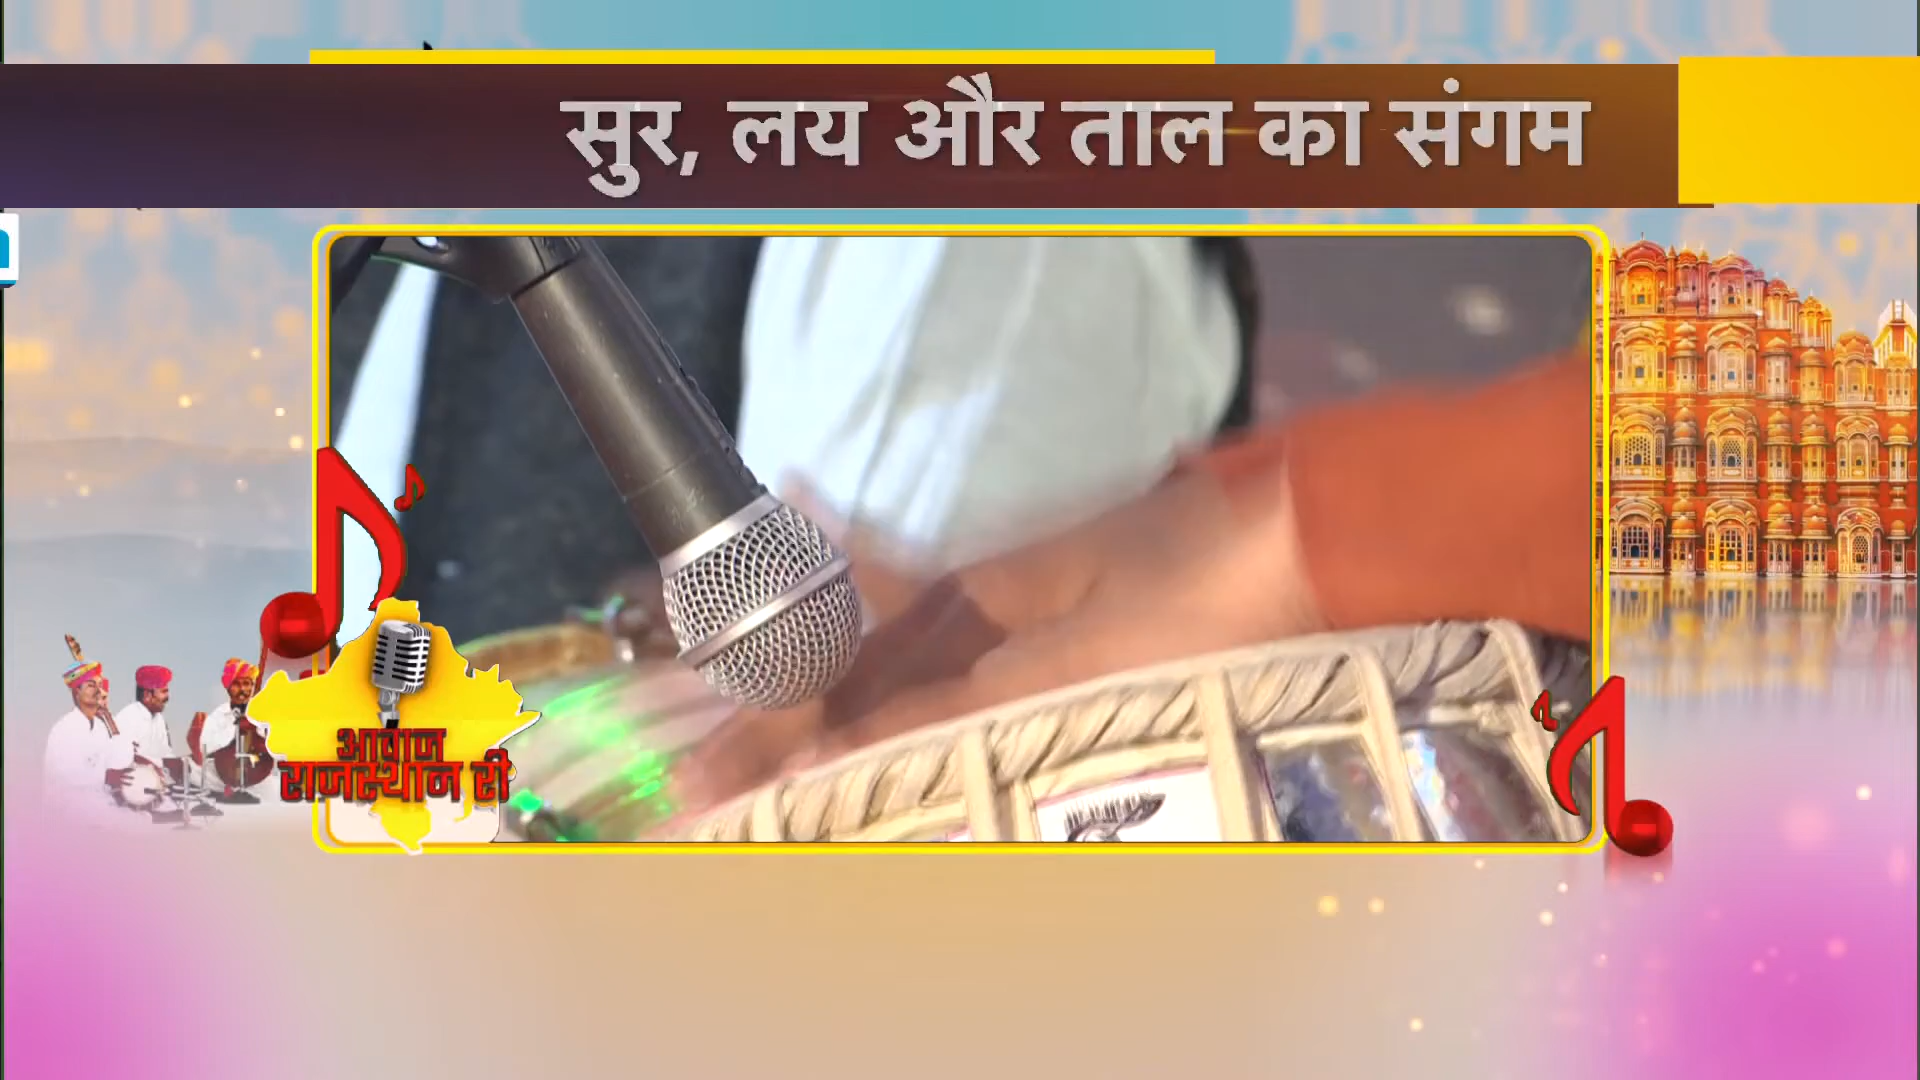 सुर, लय और ताल का संगम
आवाज
राजस्थान री